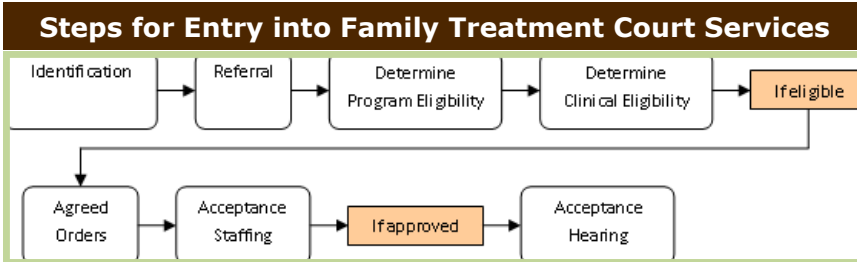 Steps for Entry into Family Treatment Court Services
Identification
Referral
Determine
Program Eligibility
Determine
Clinical Eligibility
If eligible
Agreed
Orders
Acceptance
Staffing
If approved
Acceptance
Hearing